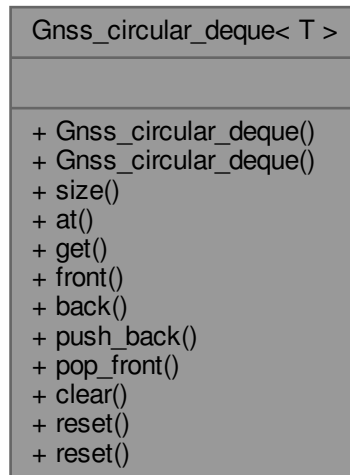 Gnss_circular_deque< T >
+ Gnss_circular_deque()
+ Gnss_circular_deque()
+ size()
+ at()
+ get()
+ front()
+ back()
+ push_back()
+ pop_front()
+ clear()
+ reset()
+ reset()